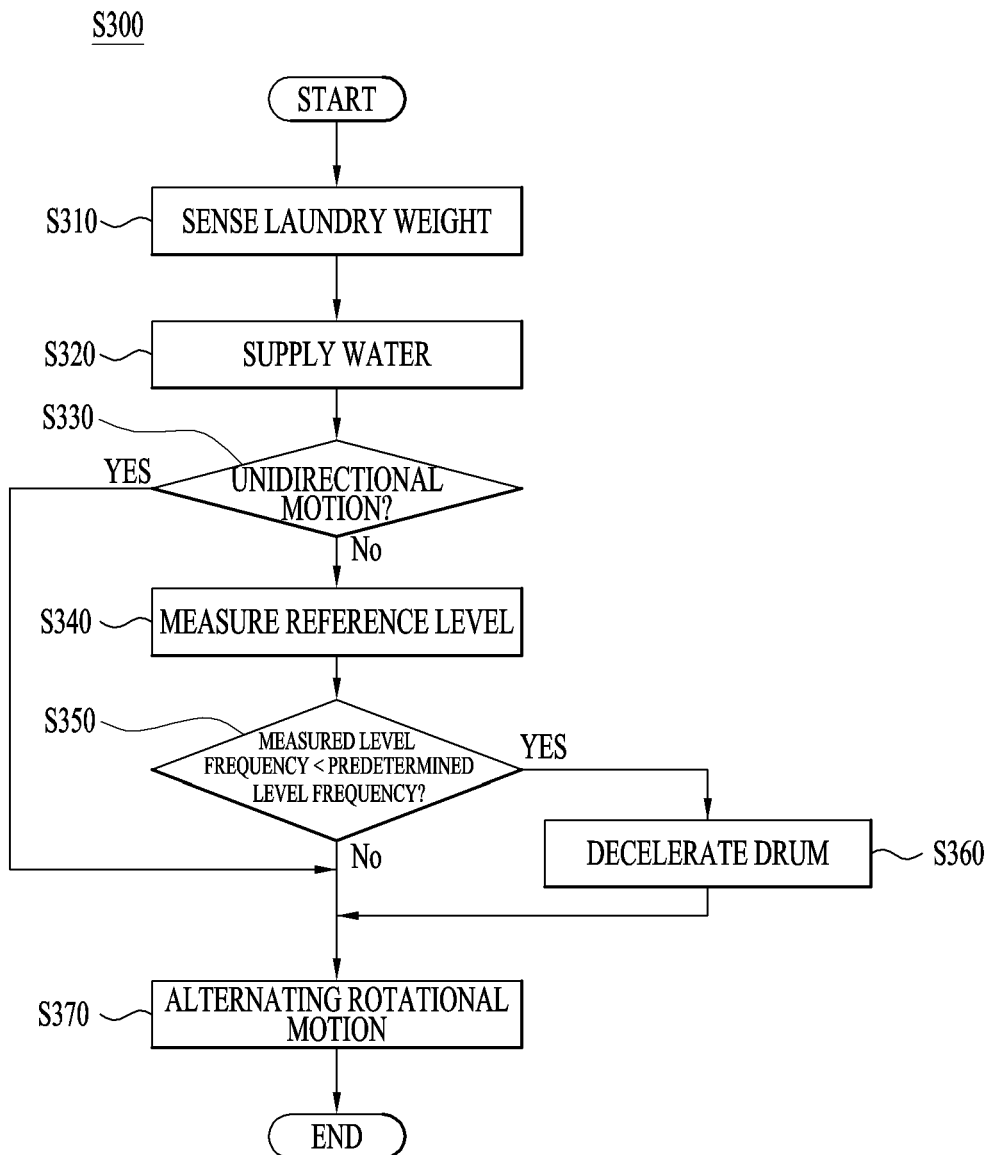 S300
START
S310
SENSE LAUNDRY WEIGHT
S320
SUPPLY WATER
S330
YES
UNIDIRECTIONAL
MOTION?
No
S340
MEASURE REFERENCE LEVEL
S350
MEASURED LEVEL
FREQUENCY < PREDETERMINED
LEVEL FREQUENCY?
YES
No
DECELERATE DRUM
S360
S370
ALTERNATING ROTATIONAL
MOTION
END